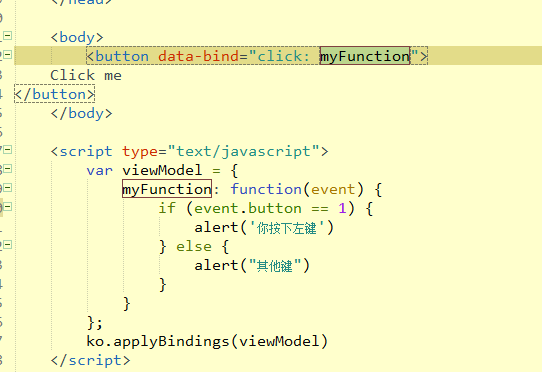 </head>
<body>
<button data-bind="click: myFunction">
Click me
</button>
</body>
<script type="text/javascript">
var viewModel = {
myFunction: function(event) {
if (event.button == 1) {
alert('你按下左键')
} else {
alert("其他键")
}
}
};
ko.applyBindings(viewModel)
</script>